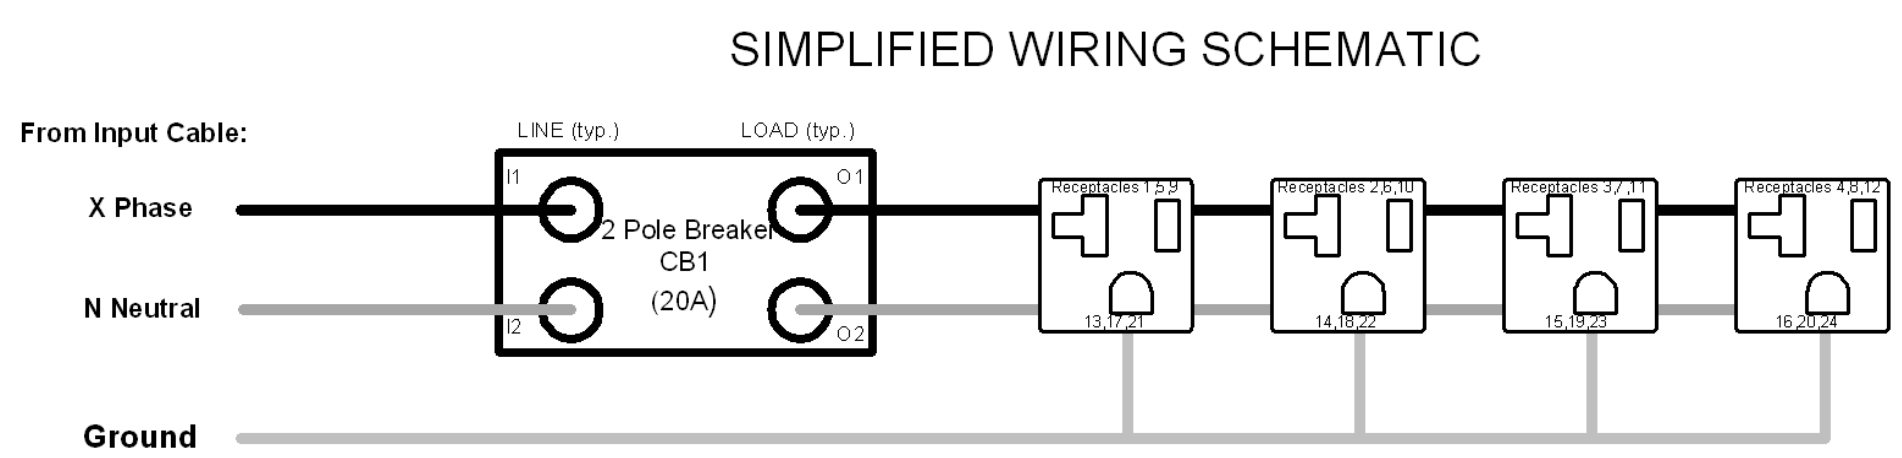 SIMPLIFIED WIRING SCHEMATIC
From Input Cable:
LINE (typ.)
LOAD (typ.)
X Phase
I1
O1
2 Pole Breaker
CB1
(20A)
N Neutral
I2
O2
Receptacles 1,5,9
13,17,21
Receptacles 2,6,10
14,18,22
Receptacles 3,7,11
15,19,23
Receptacles 4,8,12
16,20,24
Ground